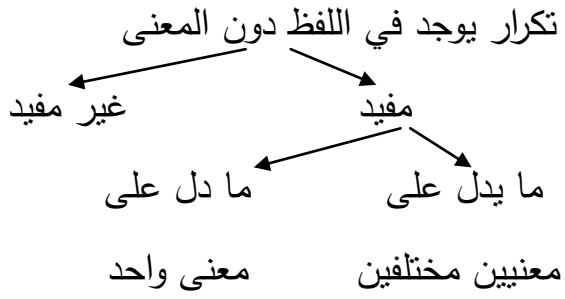 تكرار يوجد في اللفظ دون المعنى
مفيد
غير مفيد
ما يدل على
معنيين مختلفين
ما دل على
معنى واحد